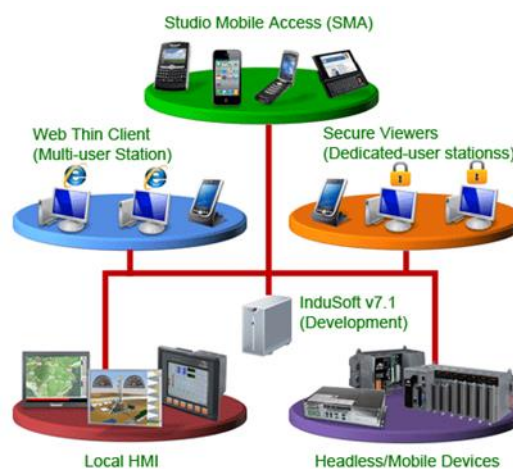 Studio Mobile Access (SMA)
Web Thin Client
(Multi-user Station)
Secure Viewers
(Dedicated-user stationss)
InduSoft v7.1
(Development)
Local HMI
Headless/Mobile Devices